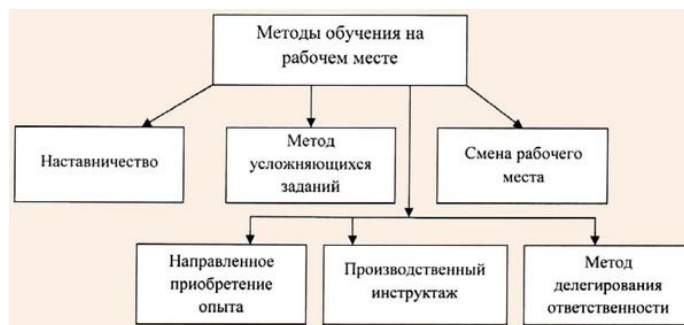 Методы обучения на
рабочем месте
Наставничество
Метод
усложняющихся
заданий
Смена рабочего
места
Направленное
приобретение
опыта
Производственный
инструктаж
Метод
делегирования
ответственности